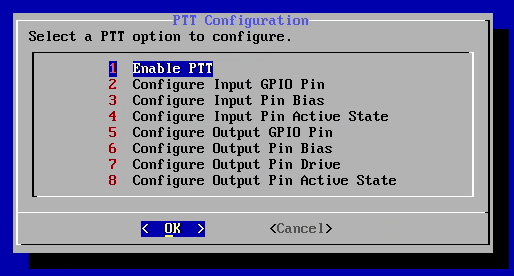 PTT Configuration
Select a PTT option to configure.
1 Enable PTT
2 Configure Input GPIO Pin
3 Configure Input Pin Bias
4 Configure Input Pin Active State
5 Configure Output GPIO Pin
6 Configure Output Pin Bias
7 Configure Output Pin Drive
8 Configure Output Pin Active State
< OK > <Cancel>